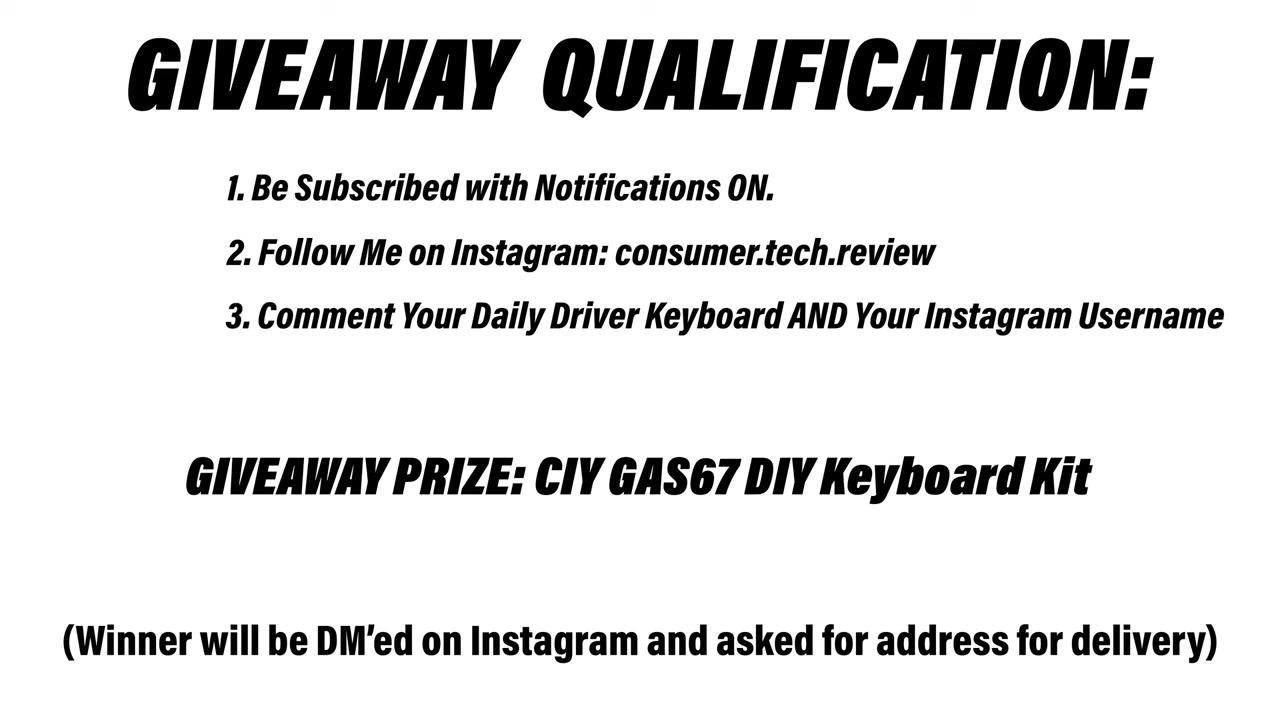 GIVEAWAY QUALIFICATION:
1. Be Subscribed with Notifications ON.
2. Follow Me on Instagram: consumer.tech.review
3. Comment Your Daily Driver Keyboard AND Your Instagram Username
GIVEAWAY PRIZE: CIY GAS67 DIY Keyboard Kit
(Winner will be DM’ed on Instagram and asked for address for delivery)